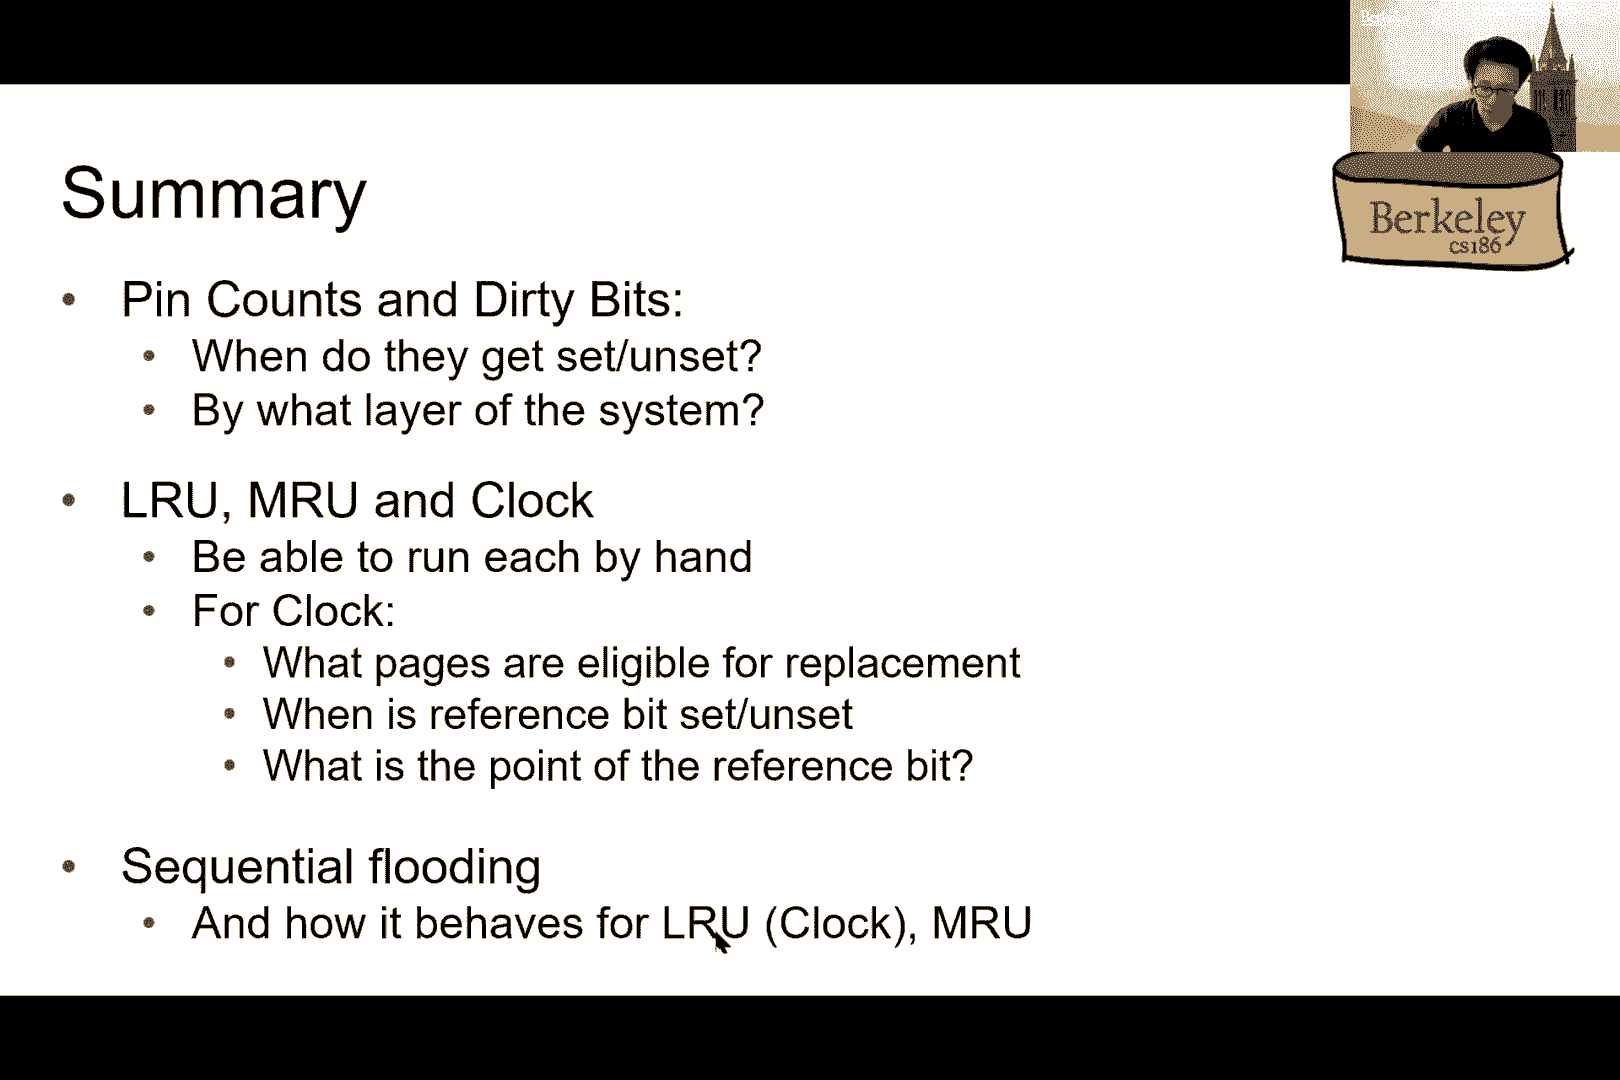 Summary
Pin Counts and Dirty Bits:
When do they get set/unset?
By what layer of the system?
LRU, MRU and Clock
Be able to run each by hand
For Clock:
What pages are eligible for replacement
When is reference bit set/unset
What is the point of the reference bit?
Sequential flooding
And how it behaves for LRU (Clock), MRU
Berkeley
cs186